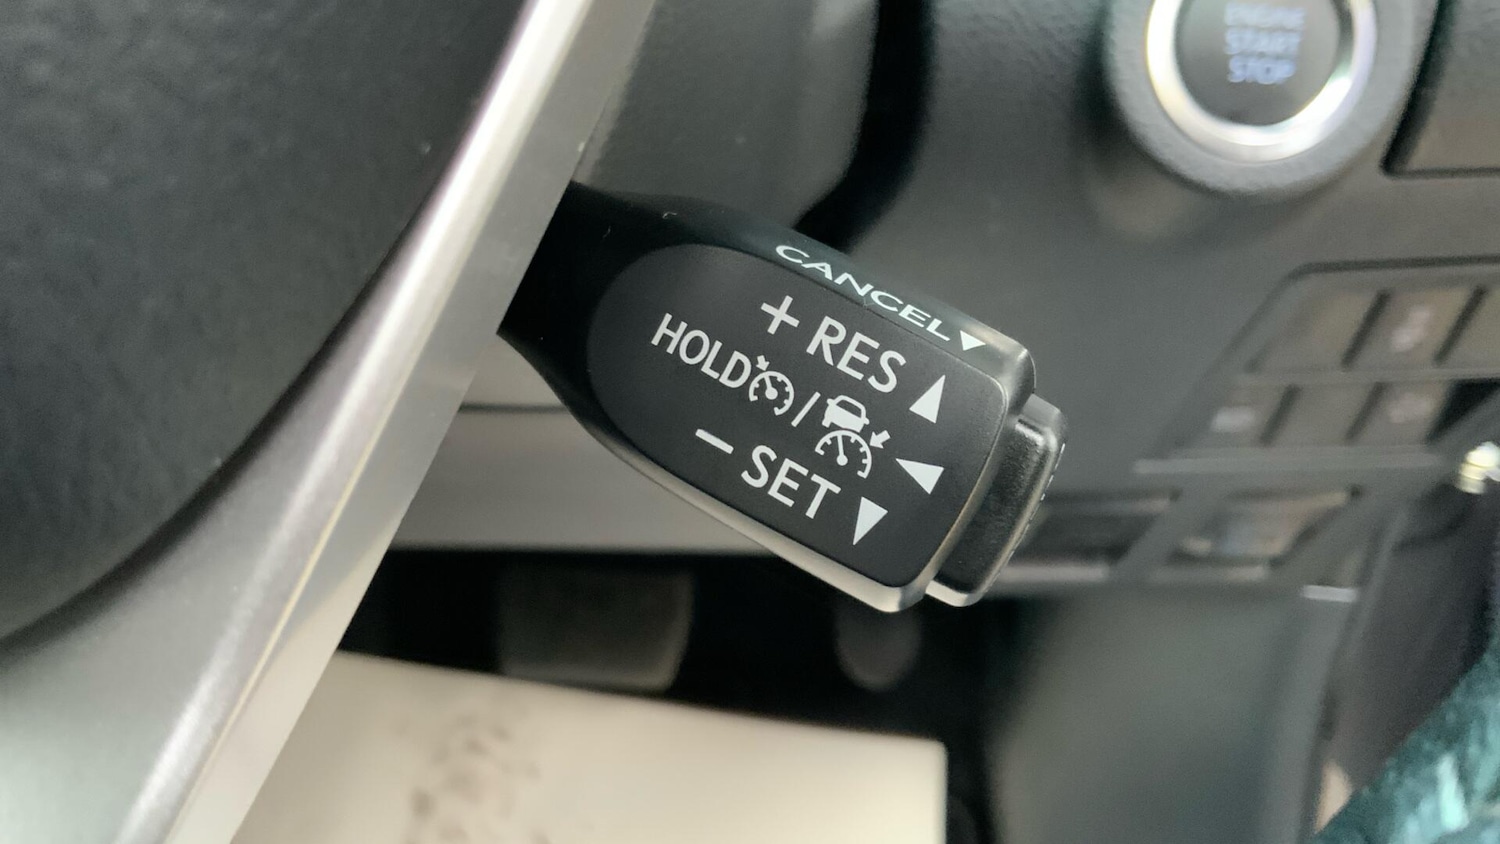 ENGINE
START
STOP
CANCEL▼
+ RES ▲
HOLD / ◀
− SET ▼